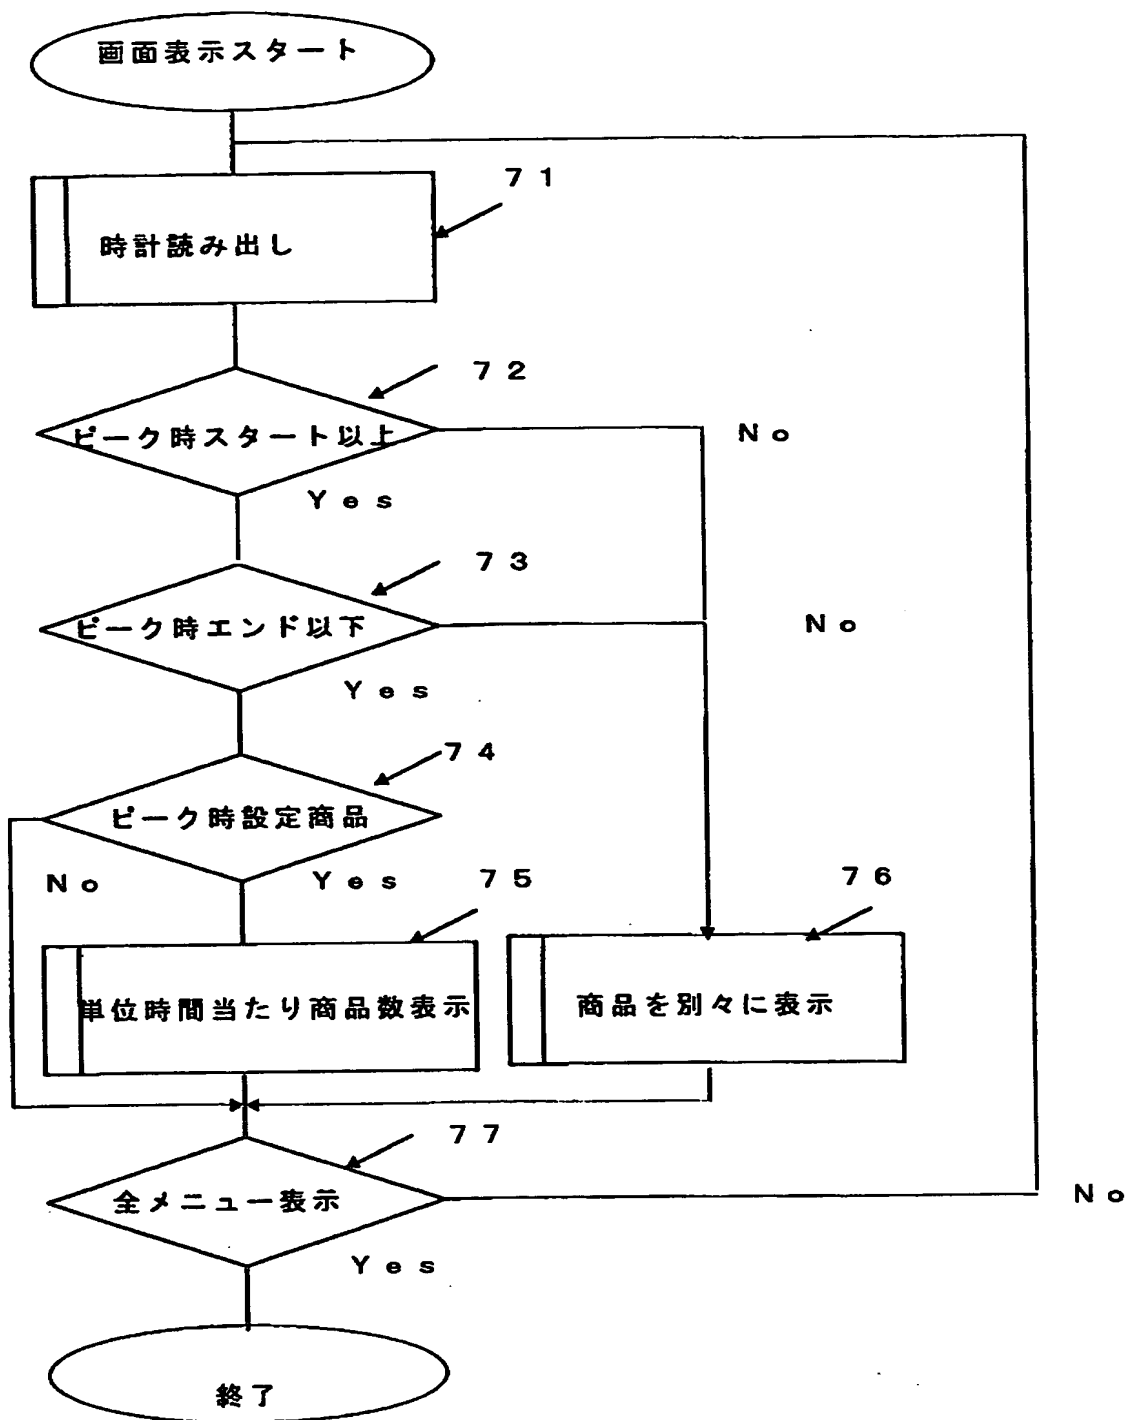 画面表示スタート
71
時計読み出し
72
ピーク時スタート以上
No
Yes
73
ピーク時エンド以下
No
Yes
74
ピーク時設定商品
No
Yes
75
76
単位時間当たり商品数表示
商品を別々に表示
77
全メニュー表示
No
Yes
終了